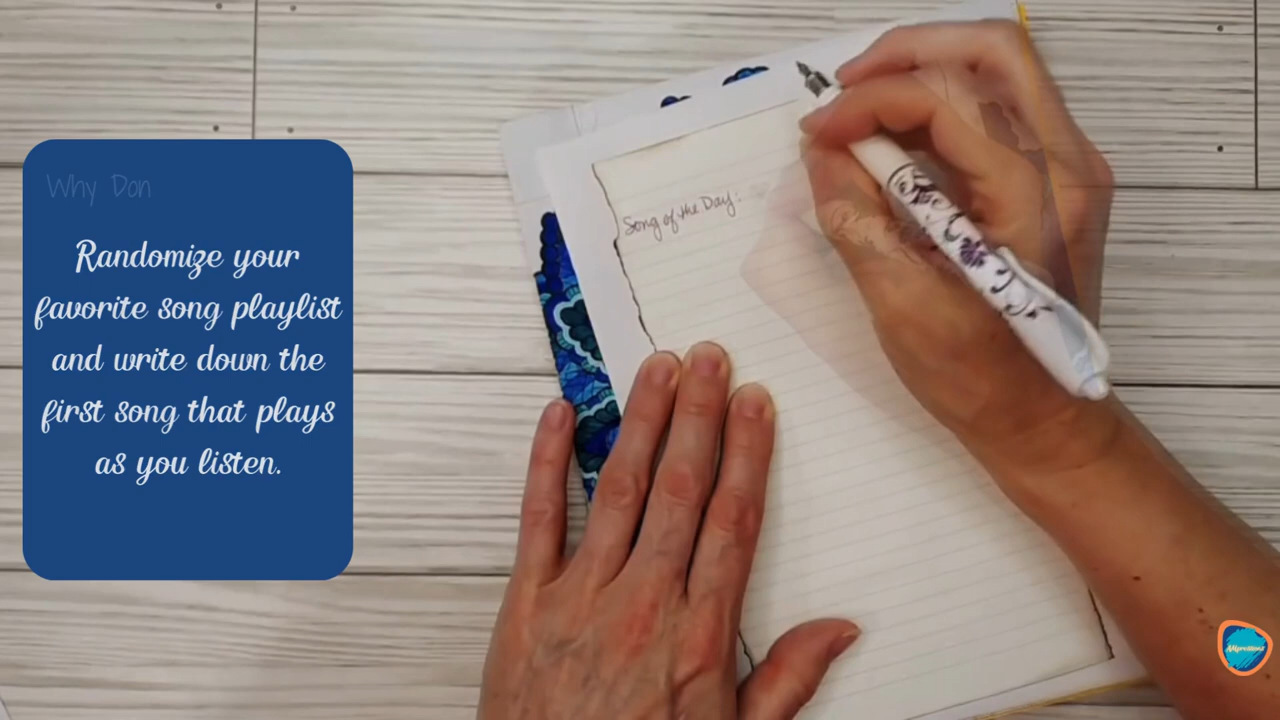 Why Don
Randomize your
favorite song playlist
and write down the
first song that plays
as you listen.
Song of the Day: